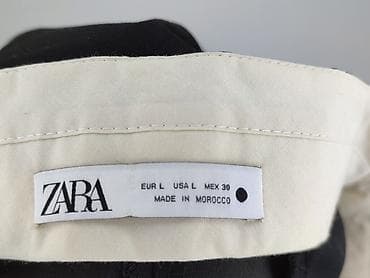 ZARA
EUR L USA L MEX 30
MADE IN MOROCCO